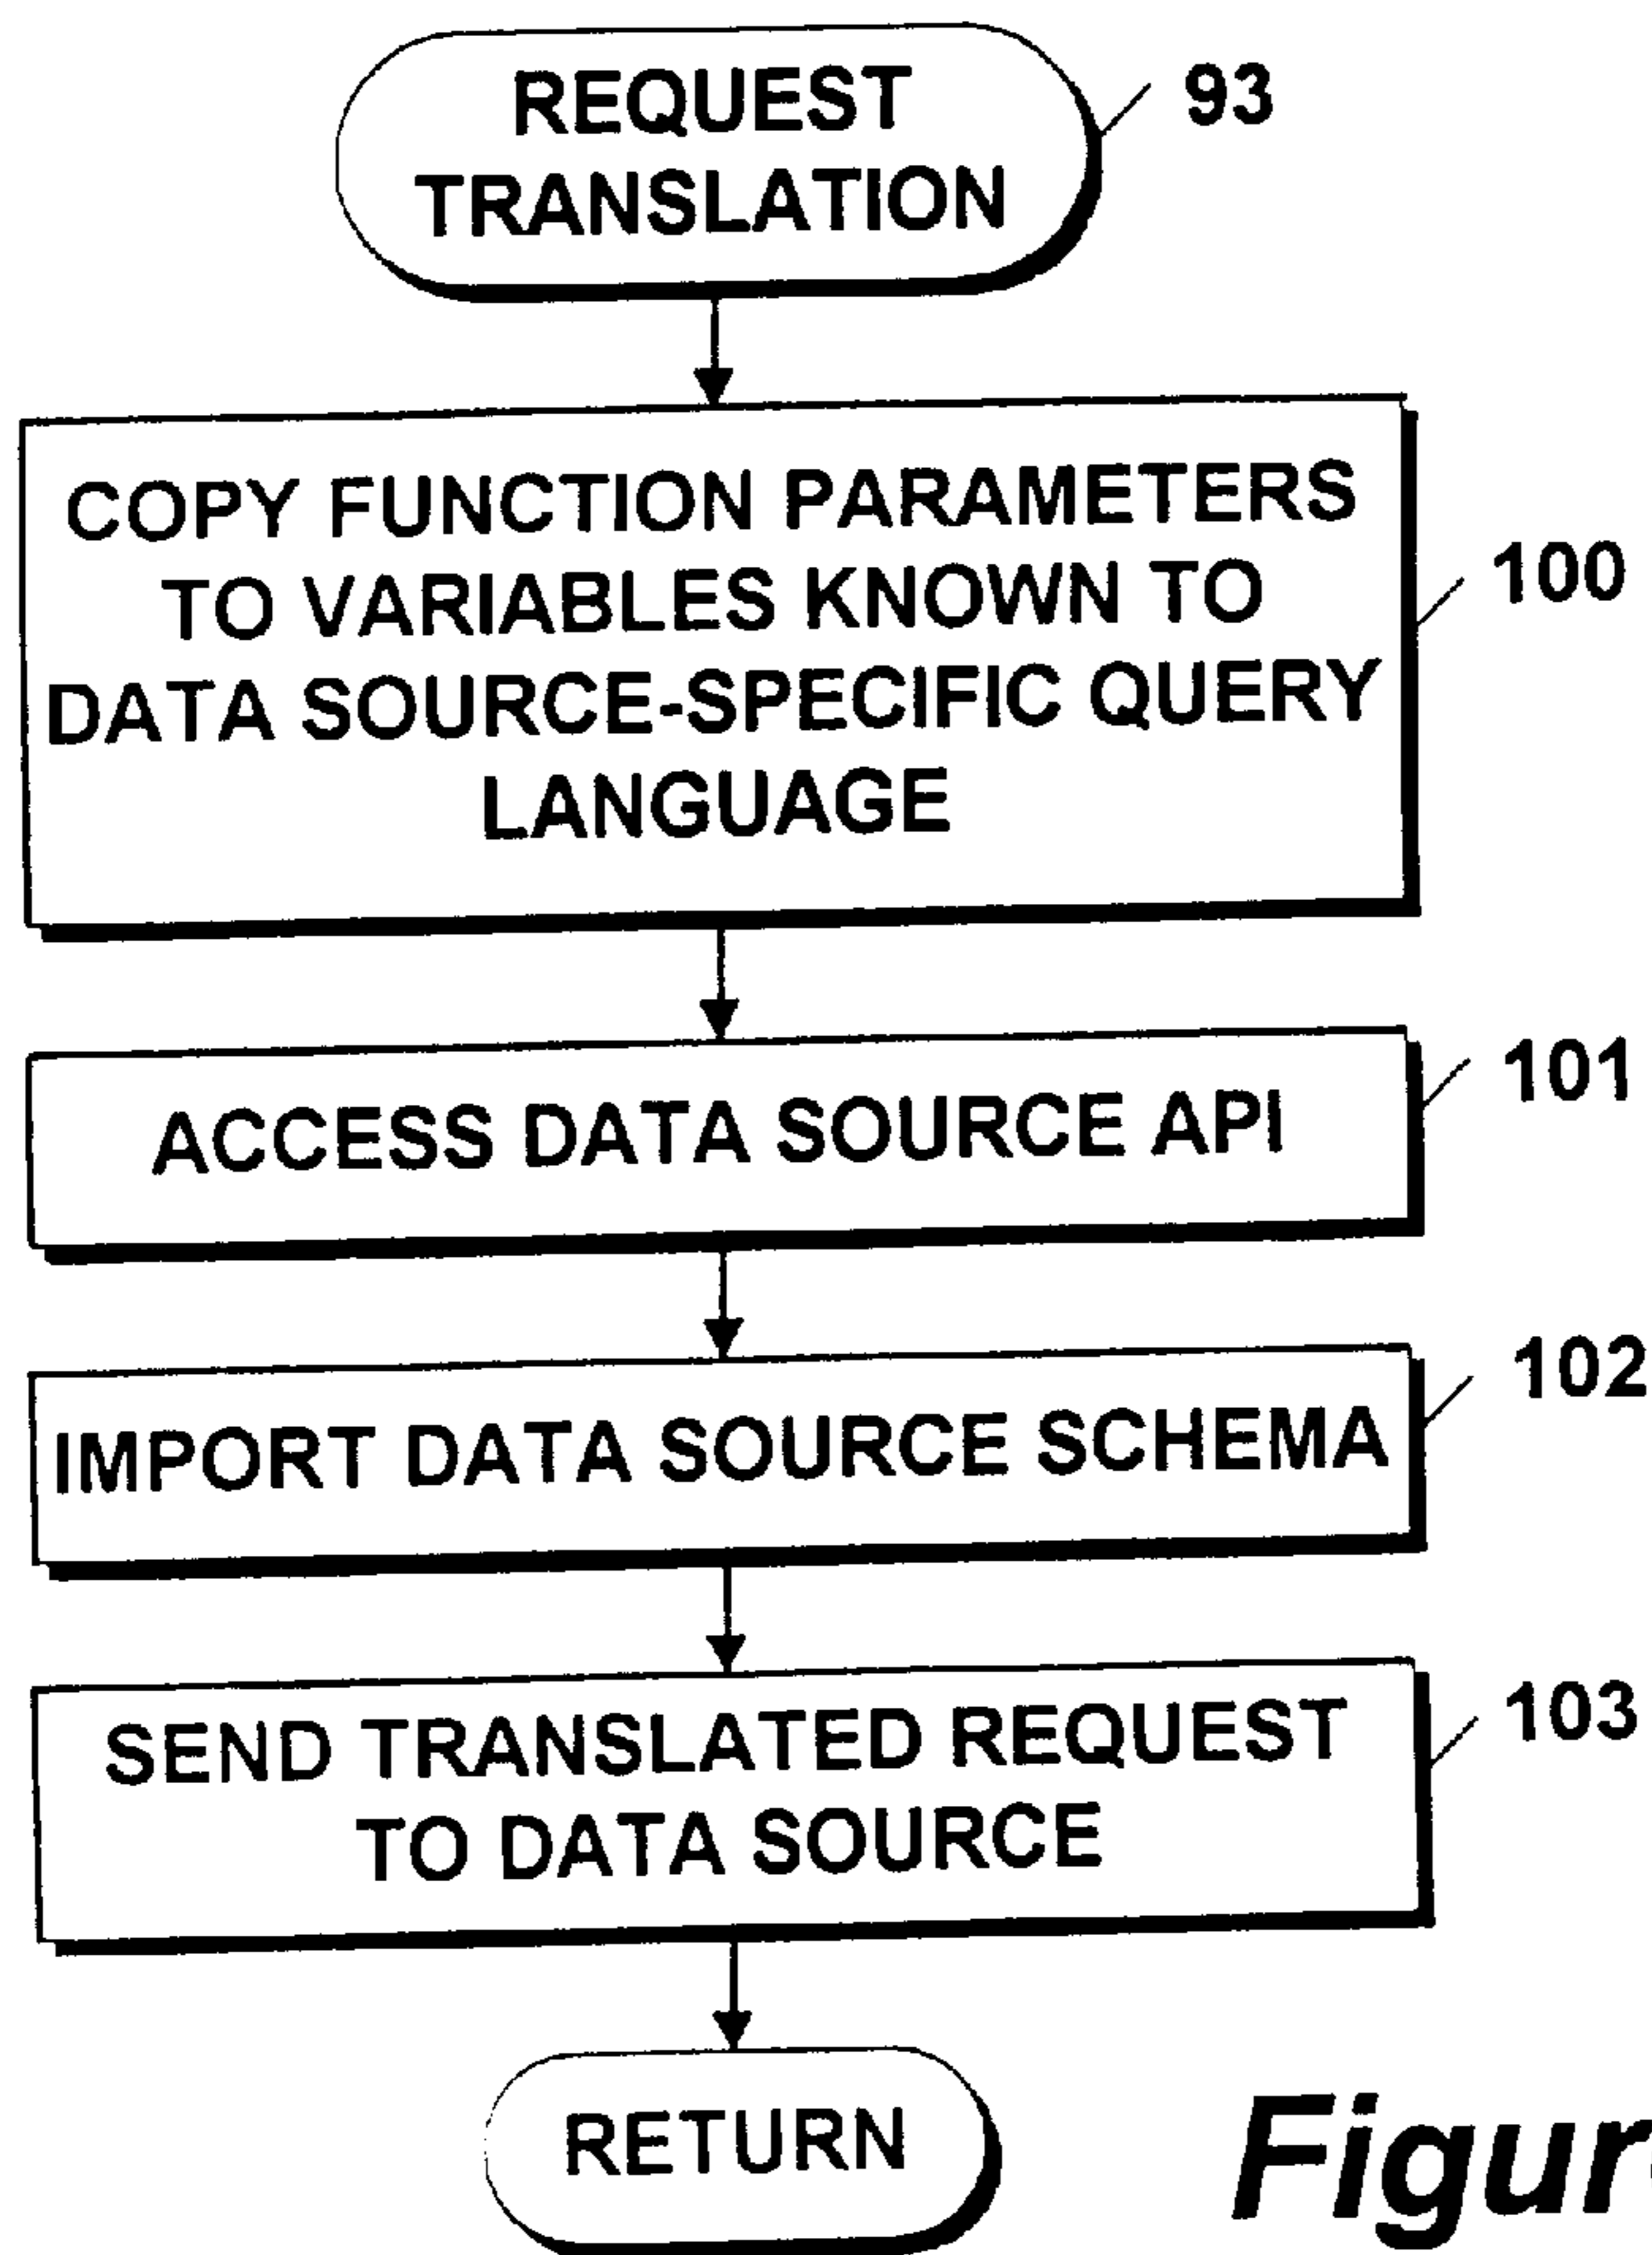 REQUEST
TRANSLATION
93
COPY FUNCTION PARAMETERS
TO VARIABLES KNOWN TO
DATA SOURCE-SPECIFIC QUERY
LANGUAGE
100
ACCESS DATA SOURCE API
101
IMPORT DATA SOURCE SCHEMA
102
SEND TRANSLATED REQUEST
TO DATA SOURCE
103
RETURN